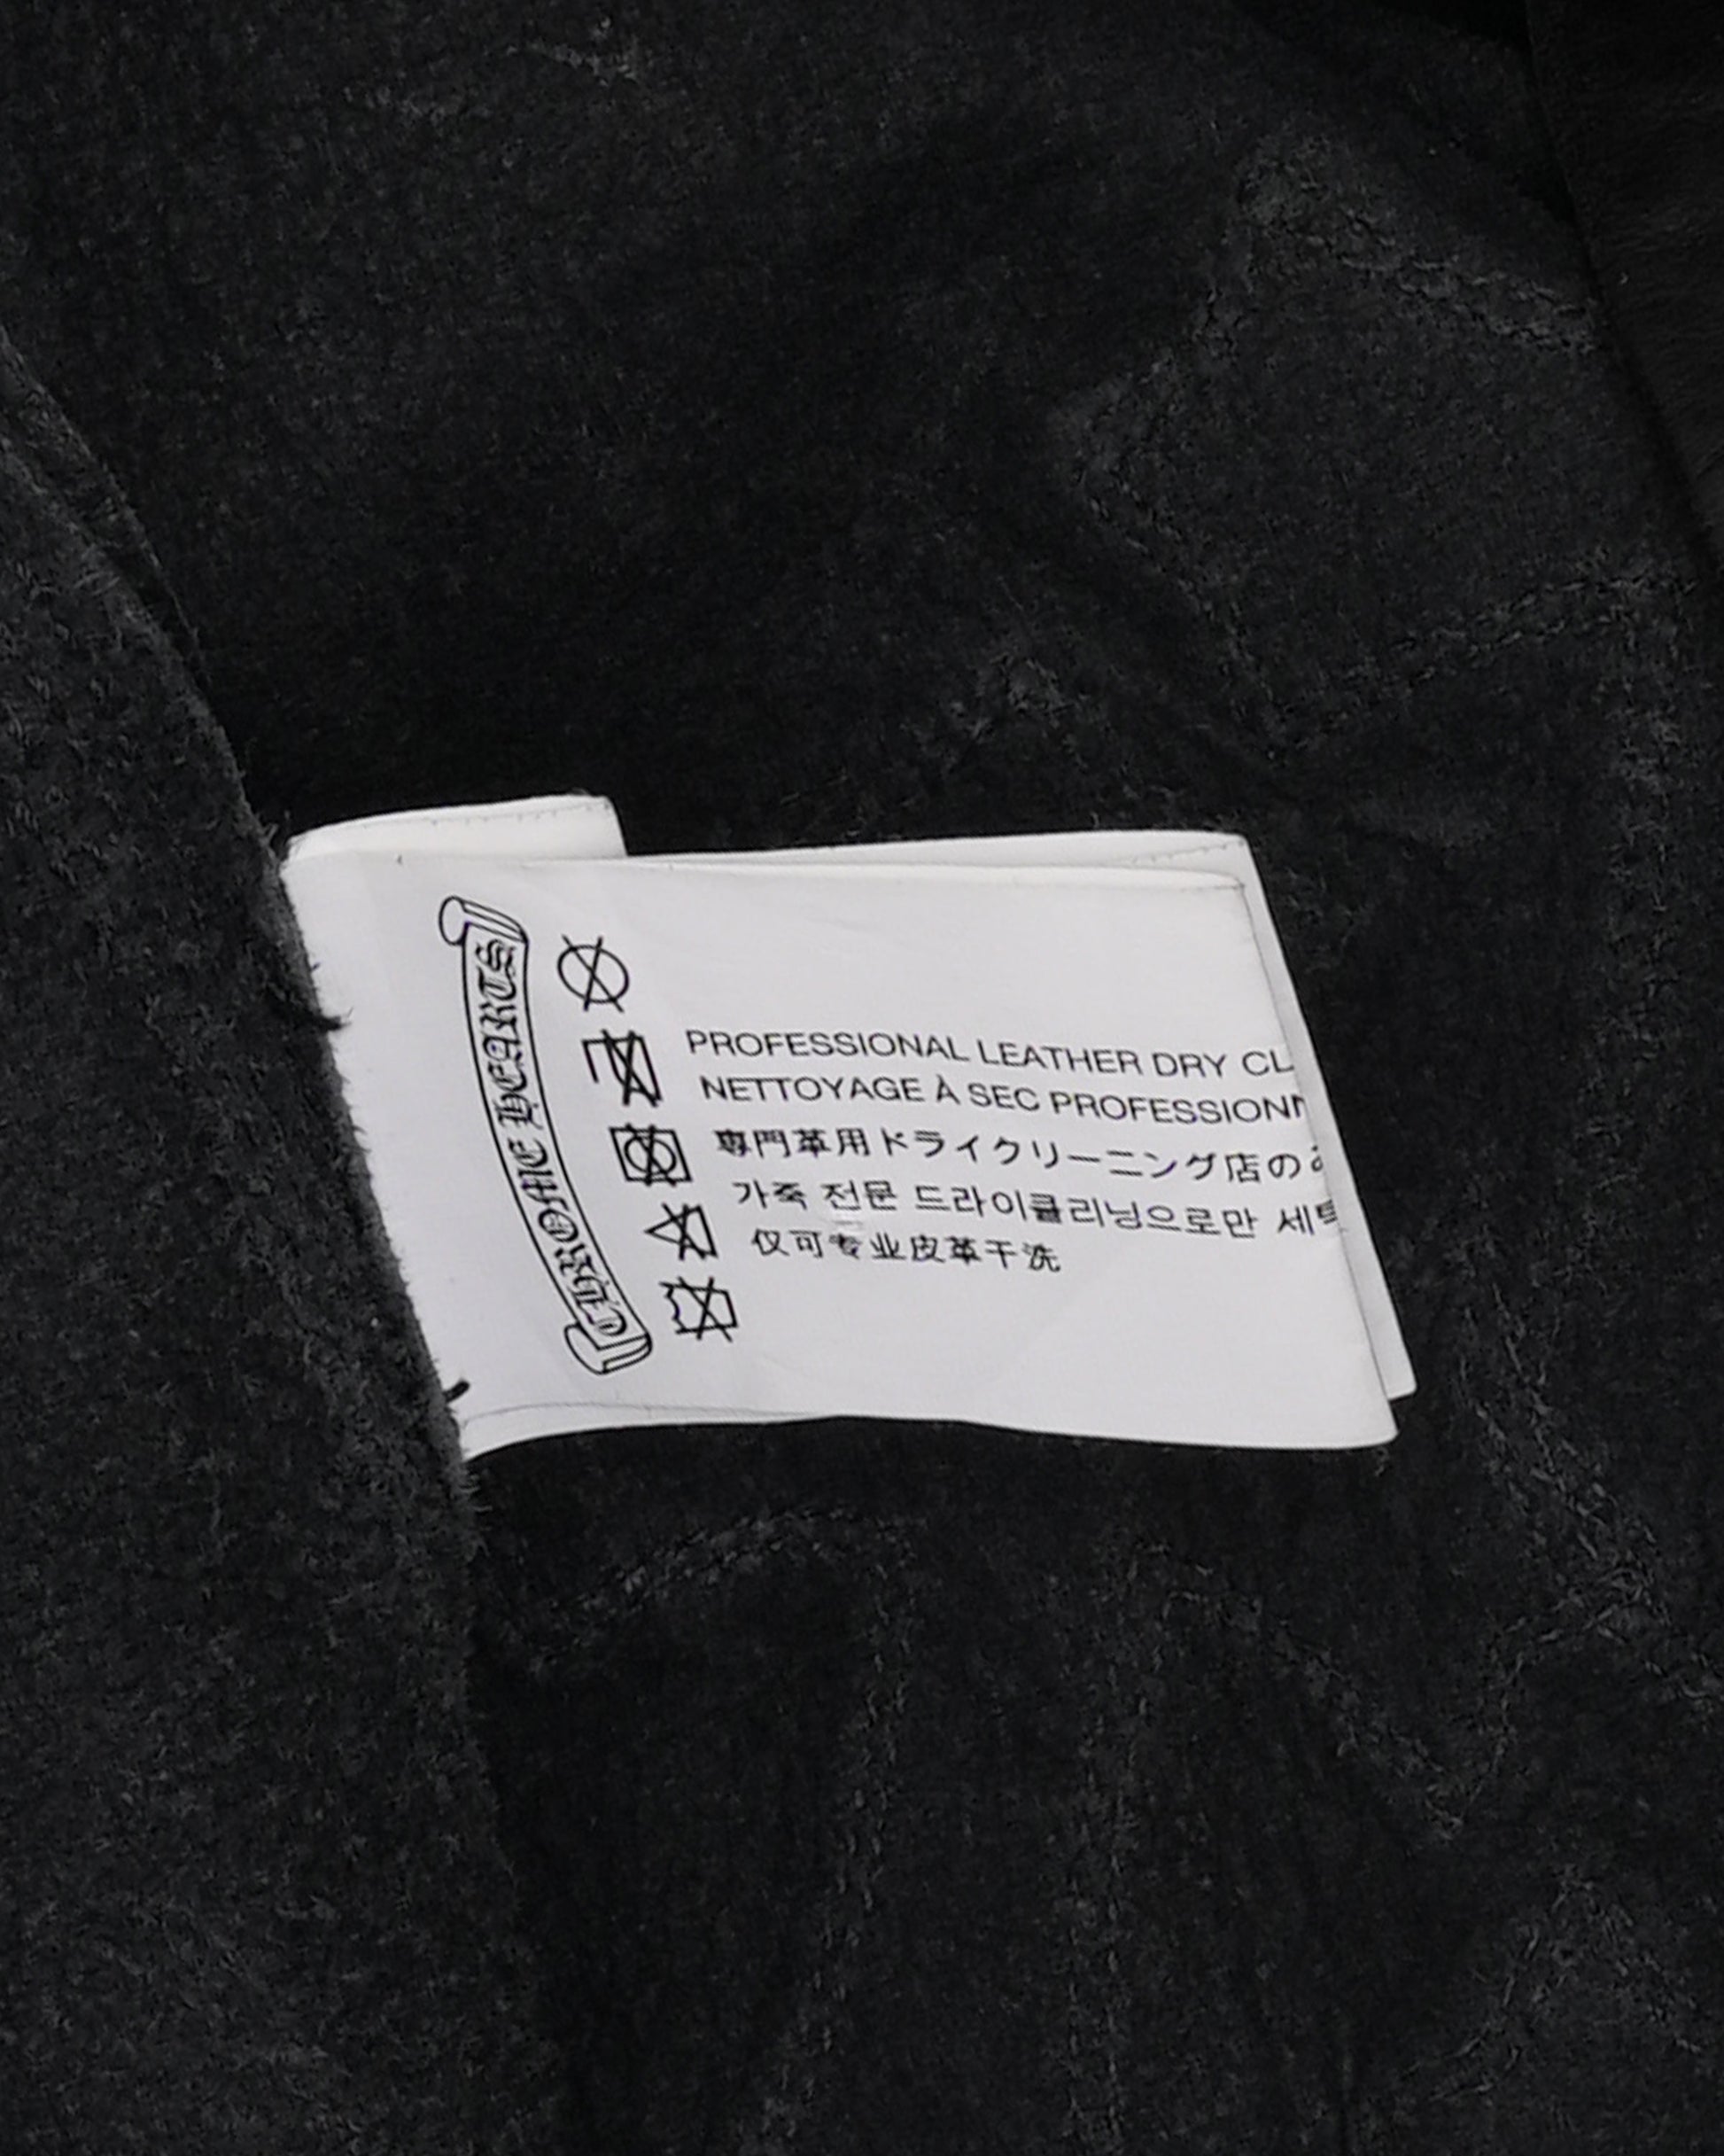 CHROME HEARTS
PROFESSIONAL LEATHER DRY CL
NETTOYAGE À SEC PROFESSIONN
専門革用ドライクリーニング店の
가죽 전문 드라이클리닝으로만 세탁
仅可专业皮革干洗